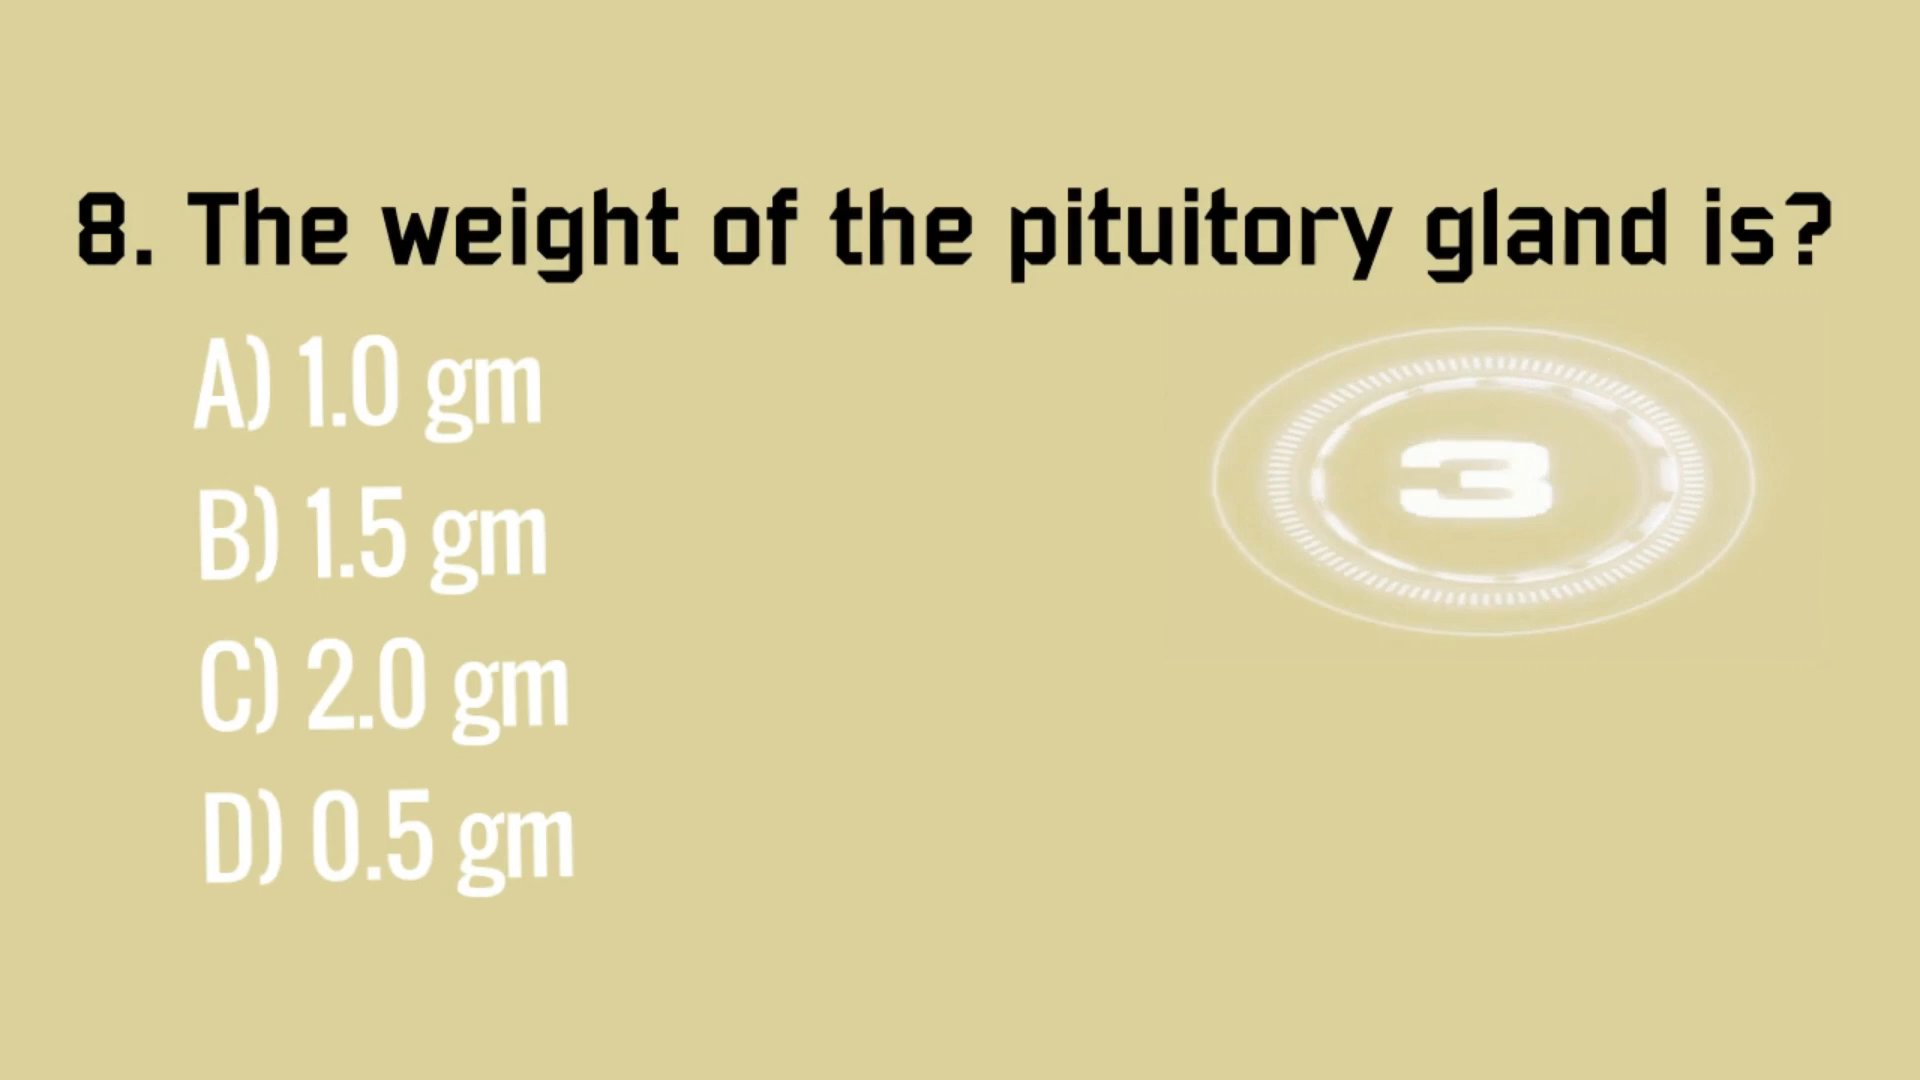 8. The weight of the pituitory gland is?
A) 1.0 gm
3
B) 1.5 gm
C) 2.0 gm
D) 0.5 gm